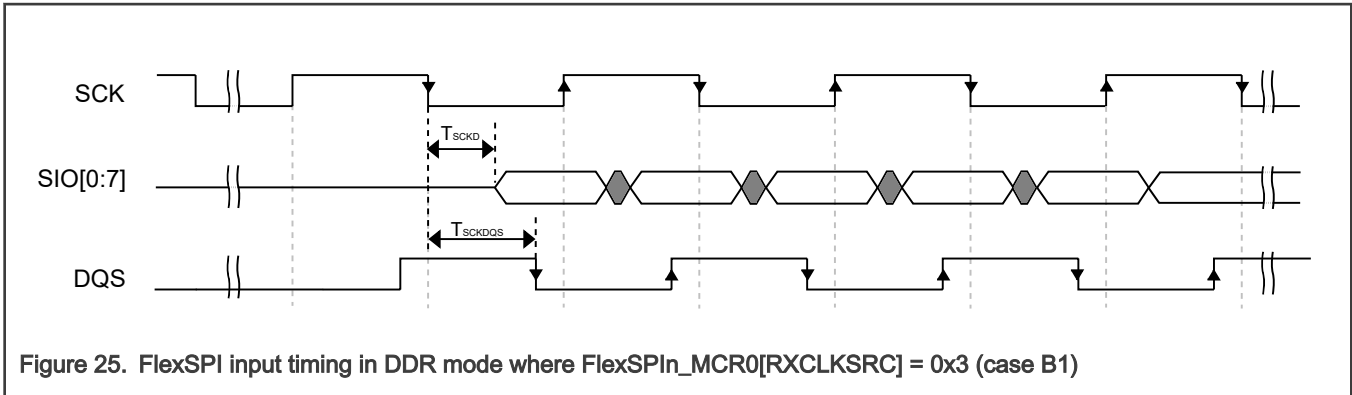 SCK
TSCKD
SIO[0:7]
TSCKDQS
DQS
Figure 25. FlexSPI input timing in DDR mode where FlexSPIn_MCR0[RXCLKSRC] = 0x3 (case B1)